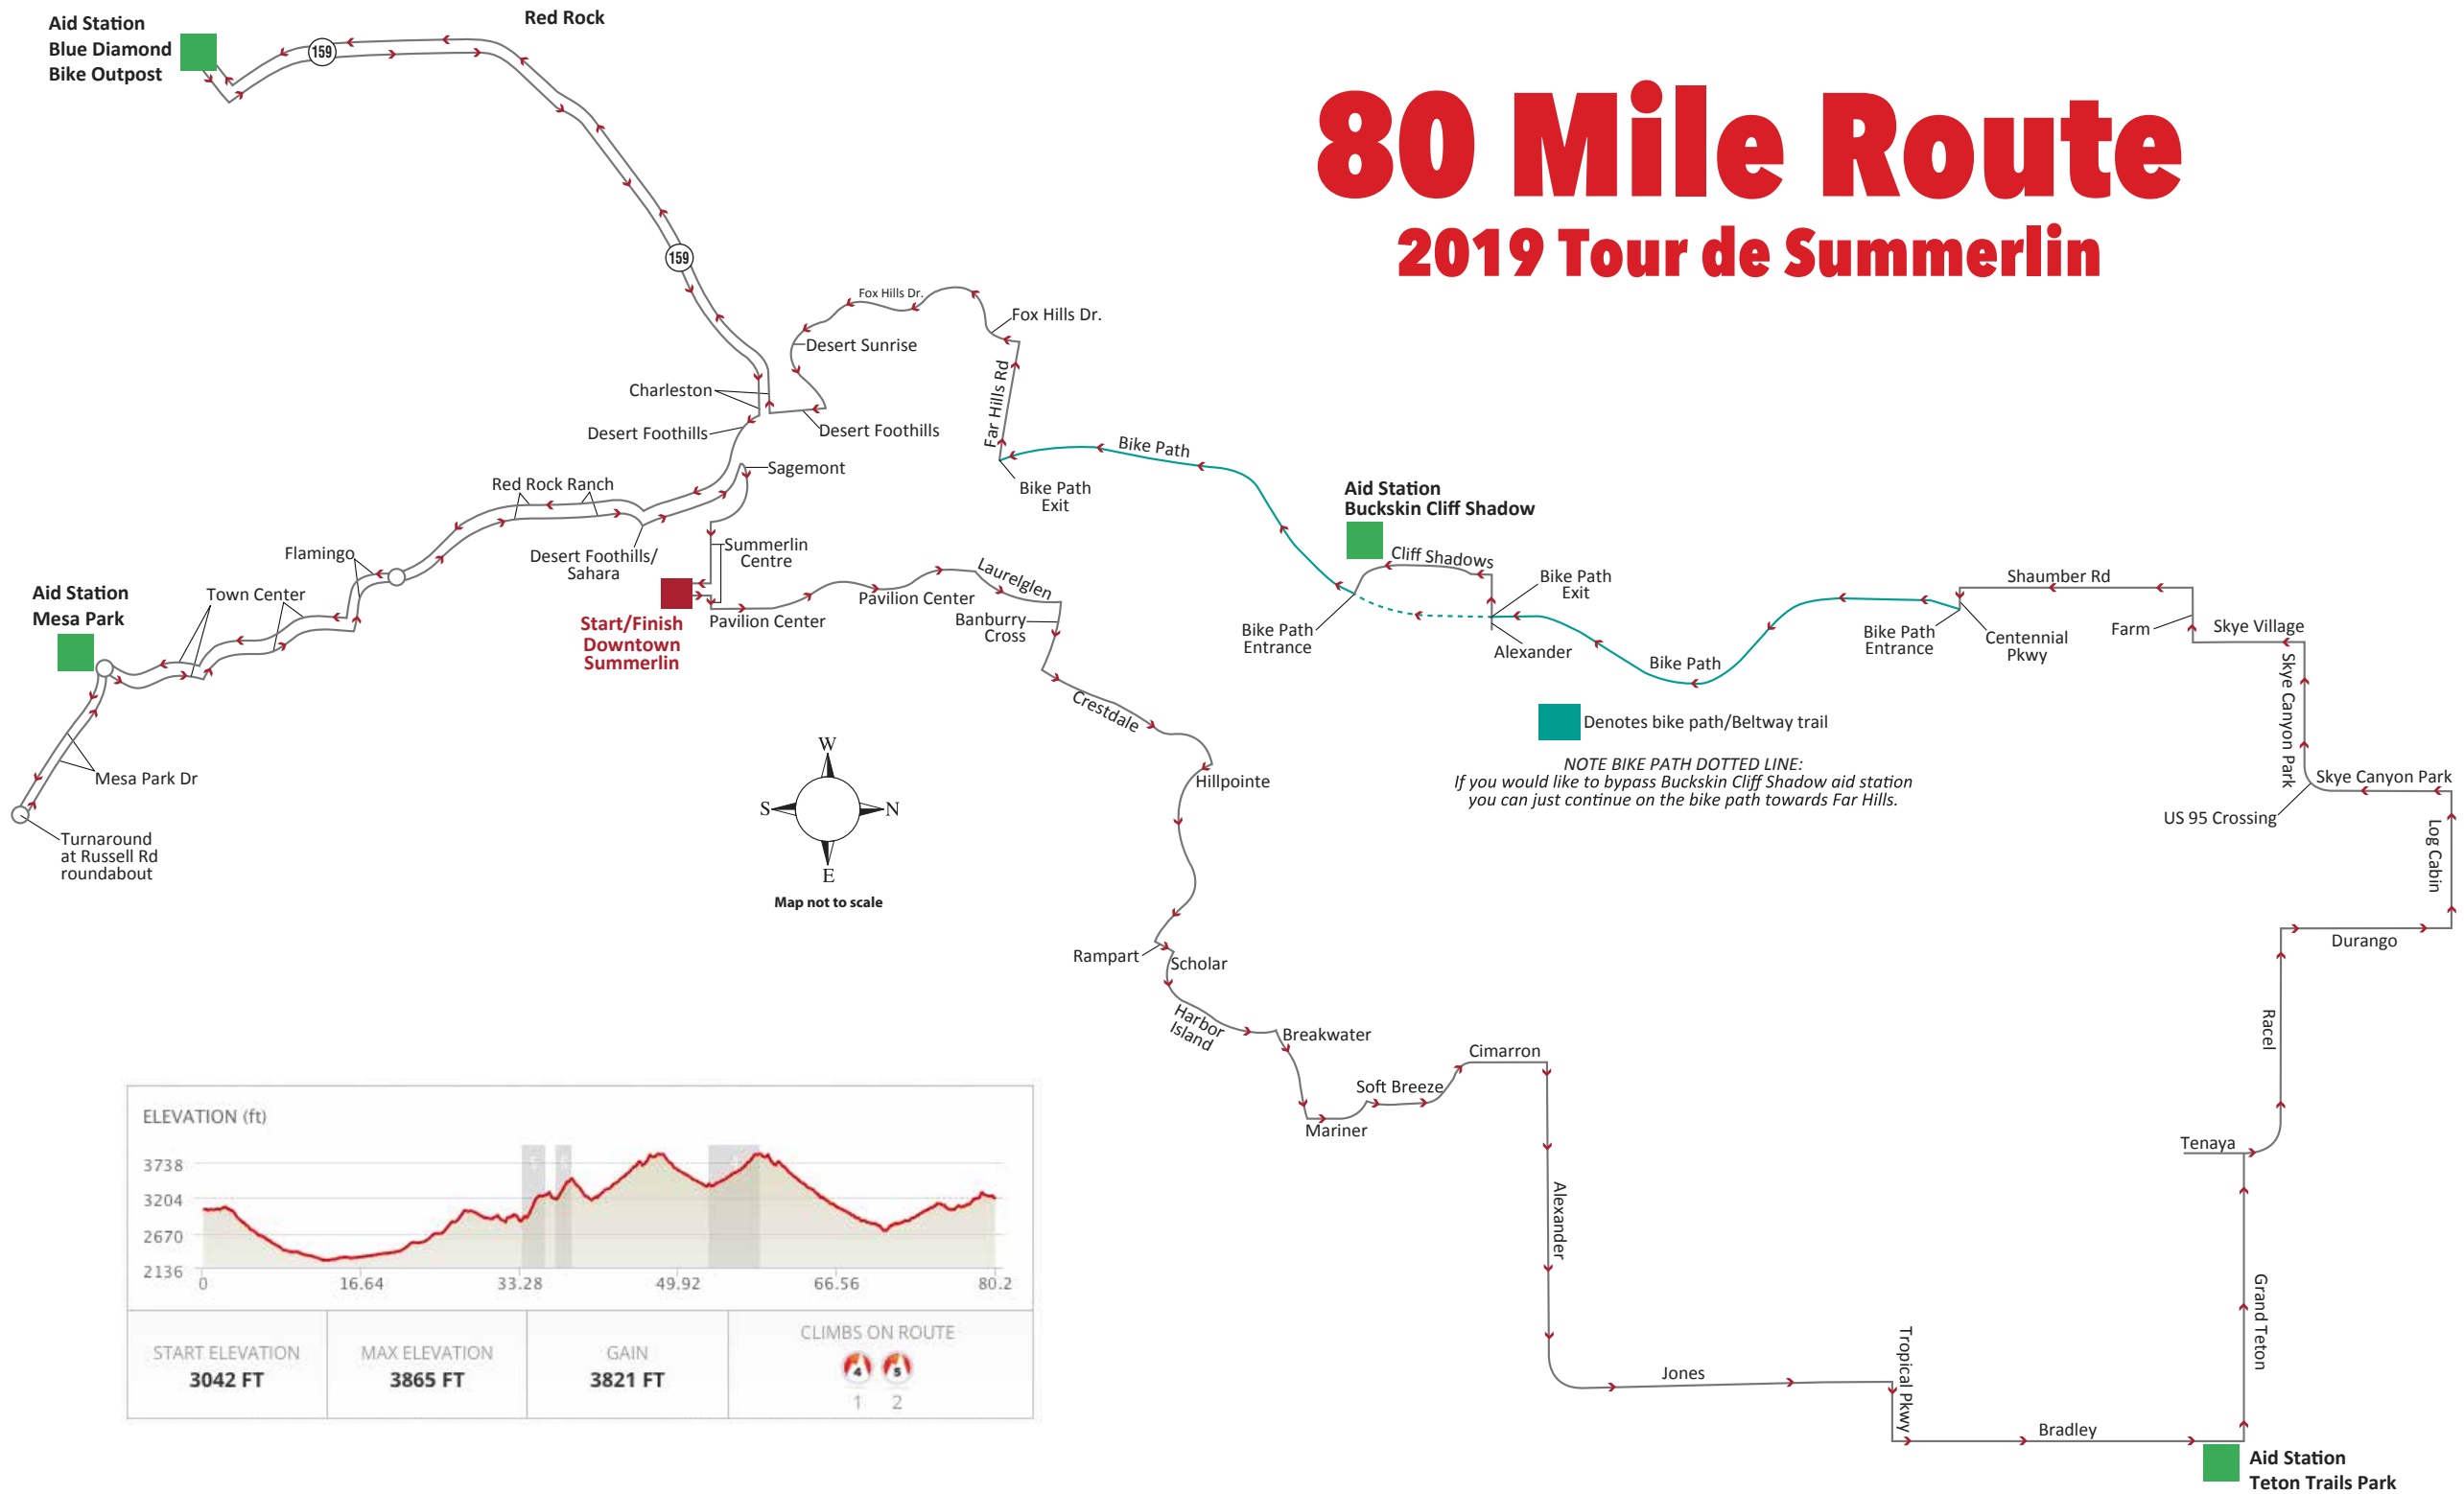 80 Mile Route
2019 Tour de Summerlin
Red Rock
Aid Station
Blue Diamond
Bike Outpost
159
159
Fox Hills Dr.
Fox Hills Dr.
Desert Sunrise
Far Hills Rd
Charleston
Desert Foothills
Desert Foothills
Sagemont
Red Rock Ranch
Desert Foothills/
Sahara
Flamingo
Town Center
Aid Station
Mesa Park
Mesa Park Dr
Turnaround
at Russell Rd
roundabout
Summerlin
Centre
Start/Finish
Downtown
Summerlin
Pavilion Center
Pavilion Center
Laurelglen
Banburry
Cross
Crestdale
Hillpointe
Rampart
Scholar
Harbor
Island
Breakwater
Mariner
Soft Breeze
Cimarron
Alexander
Jones
Tropical Pkwy
Bradley
Aid Station
Teton Trails Park
Grand Teton
Tenaya
Racel
Durango
Log Cabin
Skye Canyon Park
US 95 Crossing
Skye Canyon Park
Skye Village
Farm
Shaumber Rd
Centennial
Pkwy
Bike Path
Entrance
Bike Path
Bike Path
Exit
Alexander
Cliff Shadows
Aid Station
Buckskin Cliff Shadow
Bike Path
Entrance
Bike Path
Bike Path
Exit
Denotes bike path/Beltway trail
NOTE BIKE PATH DOTTED LINE:
If you would like to bypass Buckskin Cliff Shadow aid station
you can just continue on the bike path towards Far Hills.
W
S
N
E
Map not to scale
ELEVATION (ft)
3738
3204
2670
2136
0
16.64
33.28
49.92
66.56
80.2
START ELEVATION
3042 FT
MAX ELEVATION
3865 FT
GAIN
3821 FT
CLIMBS ON ROUTE
4
5
1
2